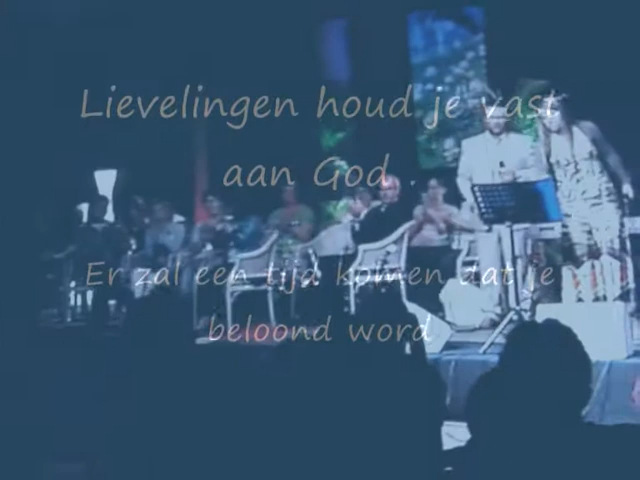 Lievelingen houd je vast
aan God
Er zal een tijd komen dat je
beloond word